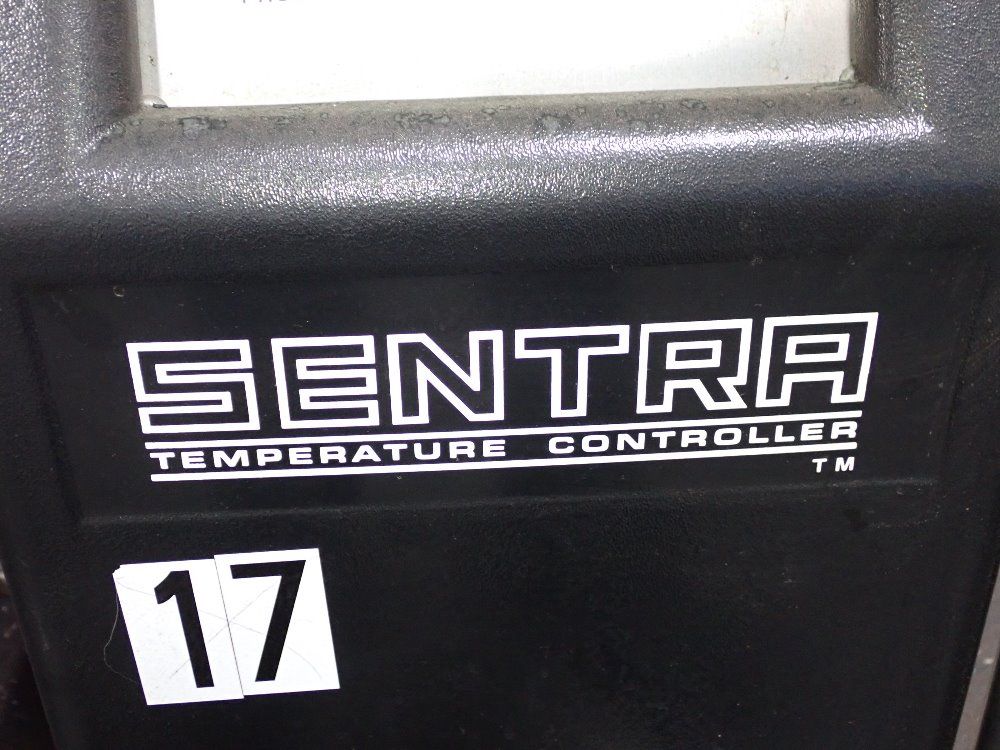 SENTRA
TEMPERATURE CONTROLLER
TM
17